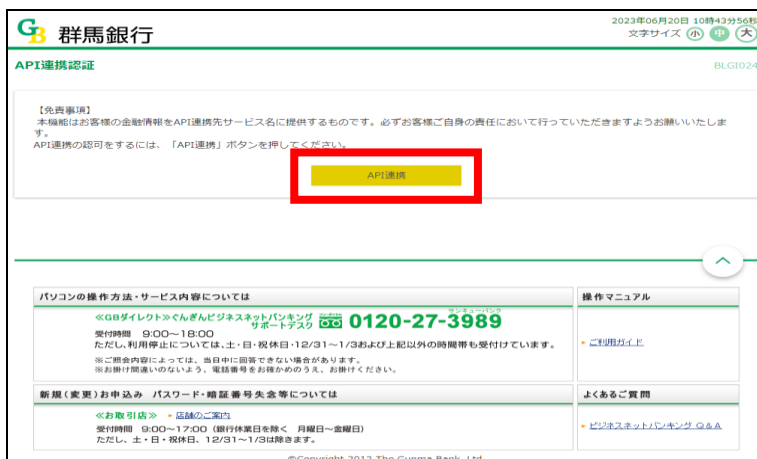 GB 群馬銀行
2023年06月20日 10時43分56秒
文字サイズ 小 中 大
API連携認証
BLGI024
【免責事項】
本機能はお客様の金融情報をAPI連携先サービス名に提供するものです。必ずお客様ご自身の責任において行っていただきますようお願いいたしま
す。
API連携の認可をするには、「API連携」ボタンを押してください。
API連携
パソコンの操作方法・サービス内容については
≪GBダイレクト≫ぐんぎんビジネスネットバンキング
サポートデスク
サンキューバンク
0120-27-3989
受付時間 9:00～18:00
ただし、利用停止については、土・日・祝休日・12/31～1/3および上記以外の時間帯も受付けています。
※ご照会内容によっては、当日中に回答できない場合があります。
※お掛け間違いのないよう、電話番号をお確かめのうえ、お掛けください。
操作マニュアル
ご利用ガイド
新規(変更)お申込み パスワード・暗証番号失念等については
≪お取引店≫ 店舗のご案内
受付時間 9:00～17:00(銀行休業日を除く 月曜日～金曜日)
ただし、土・日・祝休日、12/31～1/3は除きます。
よくあるご質問
ビジネスネットバンキング Q&A
©Copyright 2012 The Gunma Bank, Ltd